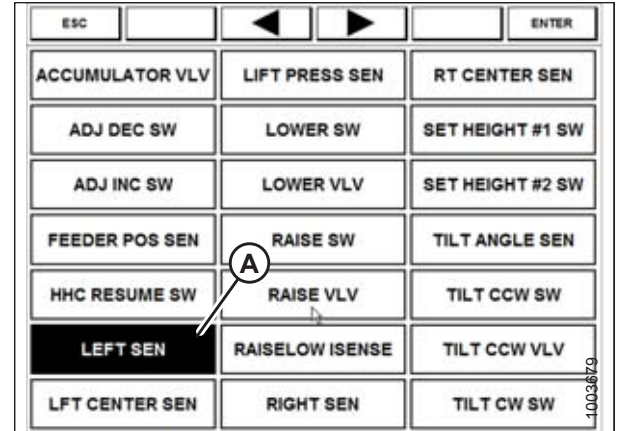 ESC ENTER
ACCUMULATOR VLV LIFT PRESS SEN RT CENTER SEN
ADJ DEC SW LOWER SW SET HEIGHT #1 SW
ADJ INC SW LOWER VLV SET HEIGHT #2 SW
FEEDER POS SEN RAISE SW TILT ANGLE SEN
A
HHC RESUME SW RAISE VLV TILT CCW SW
LEFT SEN RAISELOW ISENSE TILT CCW VLV
LFT CENTER SEN RIGHT SEN TILT CW SW
1003679